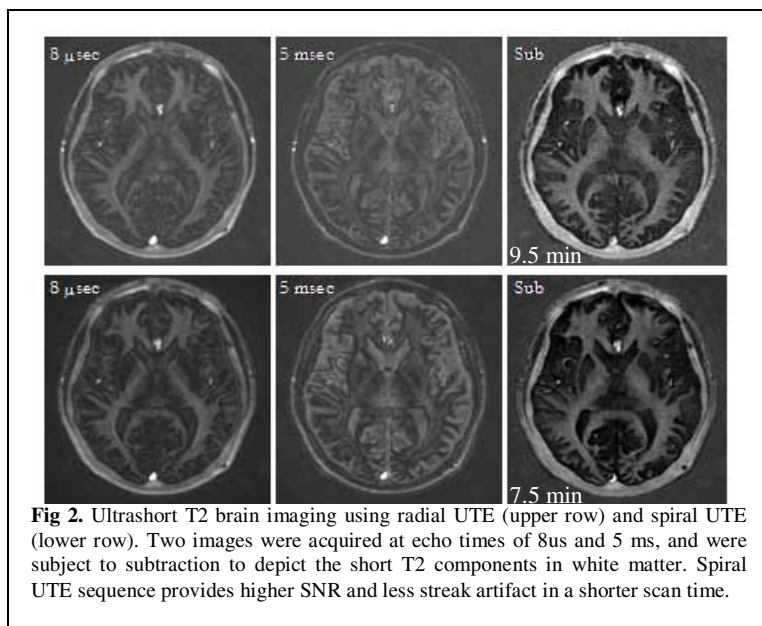 8 μsec
5 msec
Sub
9.5 min
8 μsec
5 msec
Sub
7.5 min
Fig 2. Ultrashort T2 brain imaging using radial UTE (upper row) and spiral UTE
(lower row). Two images were acquired at echo times of 8us and 5 ms, and were
subject to subtraction to depict the short T2 components in white matter. Spiral
UTE sequence provides higher SNR and less streak artifact in a shorter scan time.